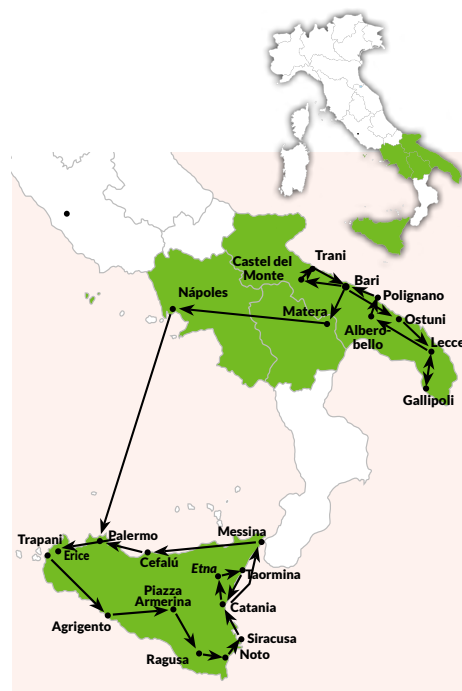 Trani
Castel del
Monte
Bari
Nápoles
Polignano
Matera
Ostuni
Albero-
bello
Lecce
Gallipoli
Messina
Palermo
Trapani
Erice
Cefalú
Etna
Taormina
Piazza
Armerina
Catania
Agrigento
Siracusa
Ragusa
Noto